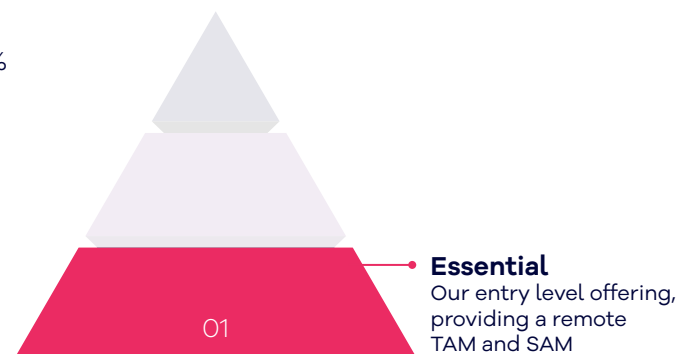 %
Essential
Our entry level offering,
providing a remote
TAM and SAM
01